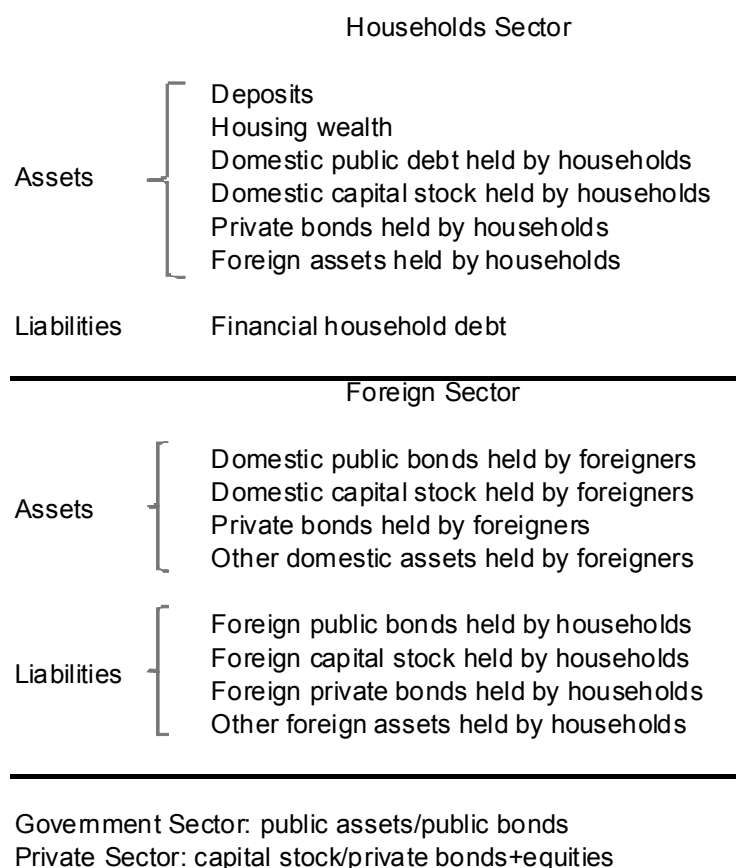 Households Sector
Deposits
Housing wealth
Assets
Domestic public debt held by households
Domestic capital stock held by households
Private bonds held by households
Foreign assets held by households
Liabilities Financial household debt
Foreign Sector
Domestic public bonds held by foreigners
Domestic capital stock held by foreigners
Assets
Private bonds held by foreigners
Other domestic assets held by foreigners
Foreign public bonds held by households
Foreign capital stock held by households
Liabilities
Foreign private bonds held by households
Other foreign assets held by households
Government Sector: public assets/public bonds
Private Sector: capital stock/private bonds+equities